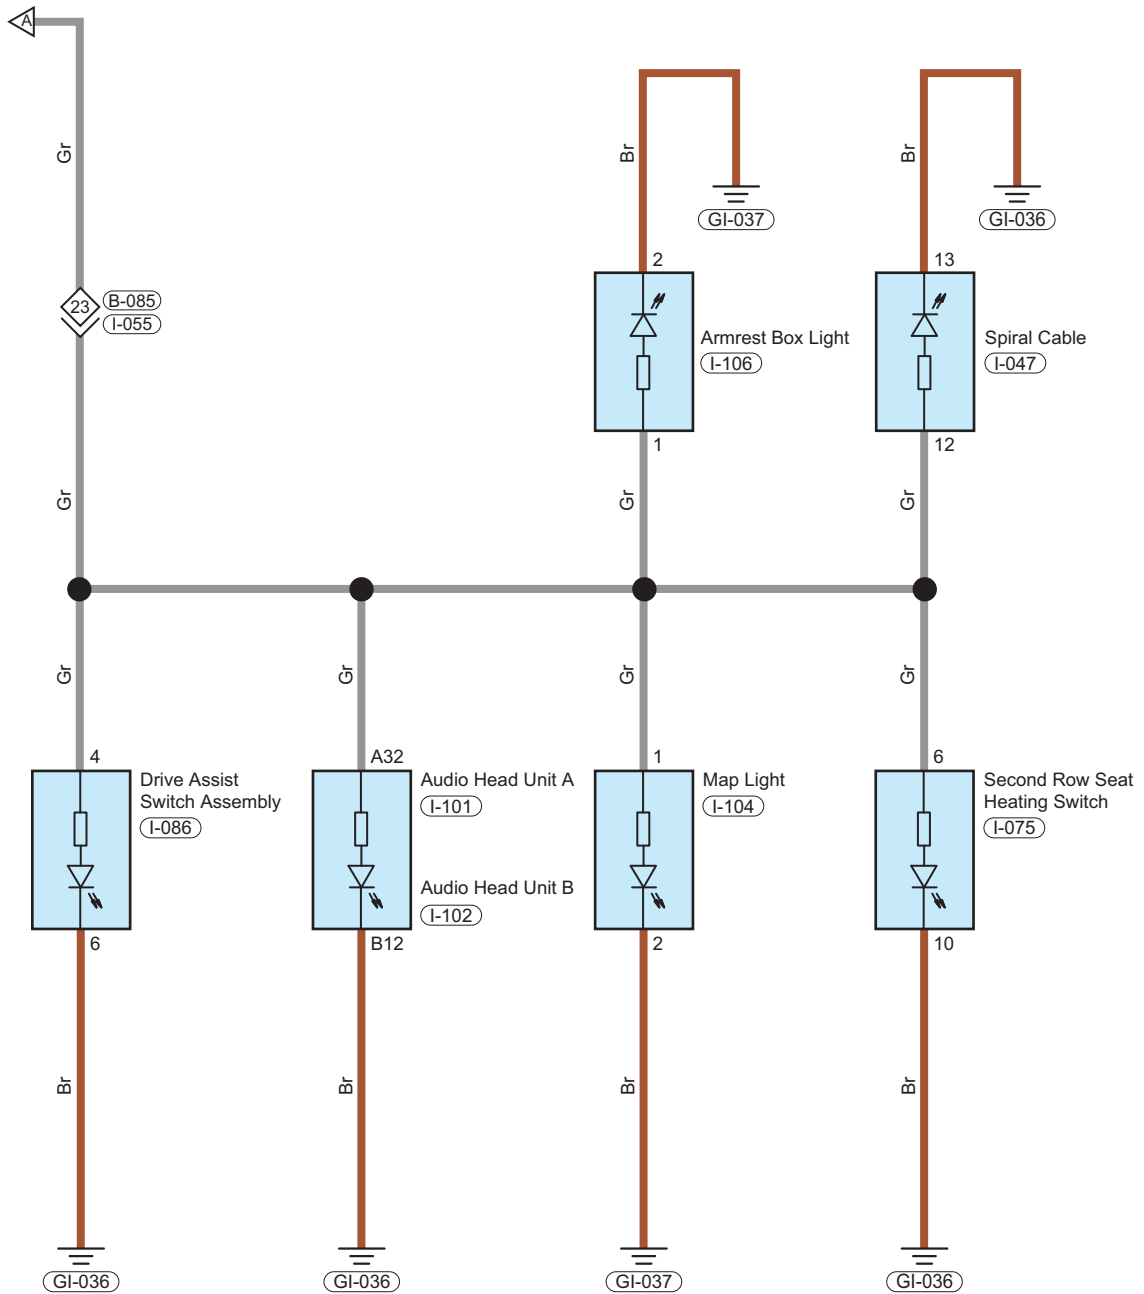 A
Gr
Br
Br
GI-037
GI-036
2
13
23
B-085
I-055
Armrest Box Light
I-106
Spiral Cable
I-047
1
12
Gr
Gr
Gr
Gr
Gr
Gr
Gr
4
A32
1
6
Drive Assist
Switch Assembly
I-086
Audio Head Unit A
I-101
Audio Head Unit B
I-102
Map Light
I-104
Second Row Seat
Heating Switch
I-075
6
B12
2
10
Br
Br
Br
Br
GI-036
GI-036
GI-037
GI-036